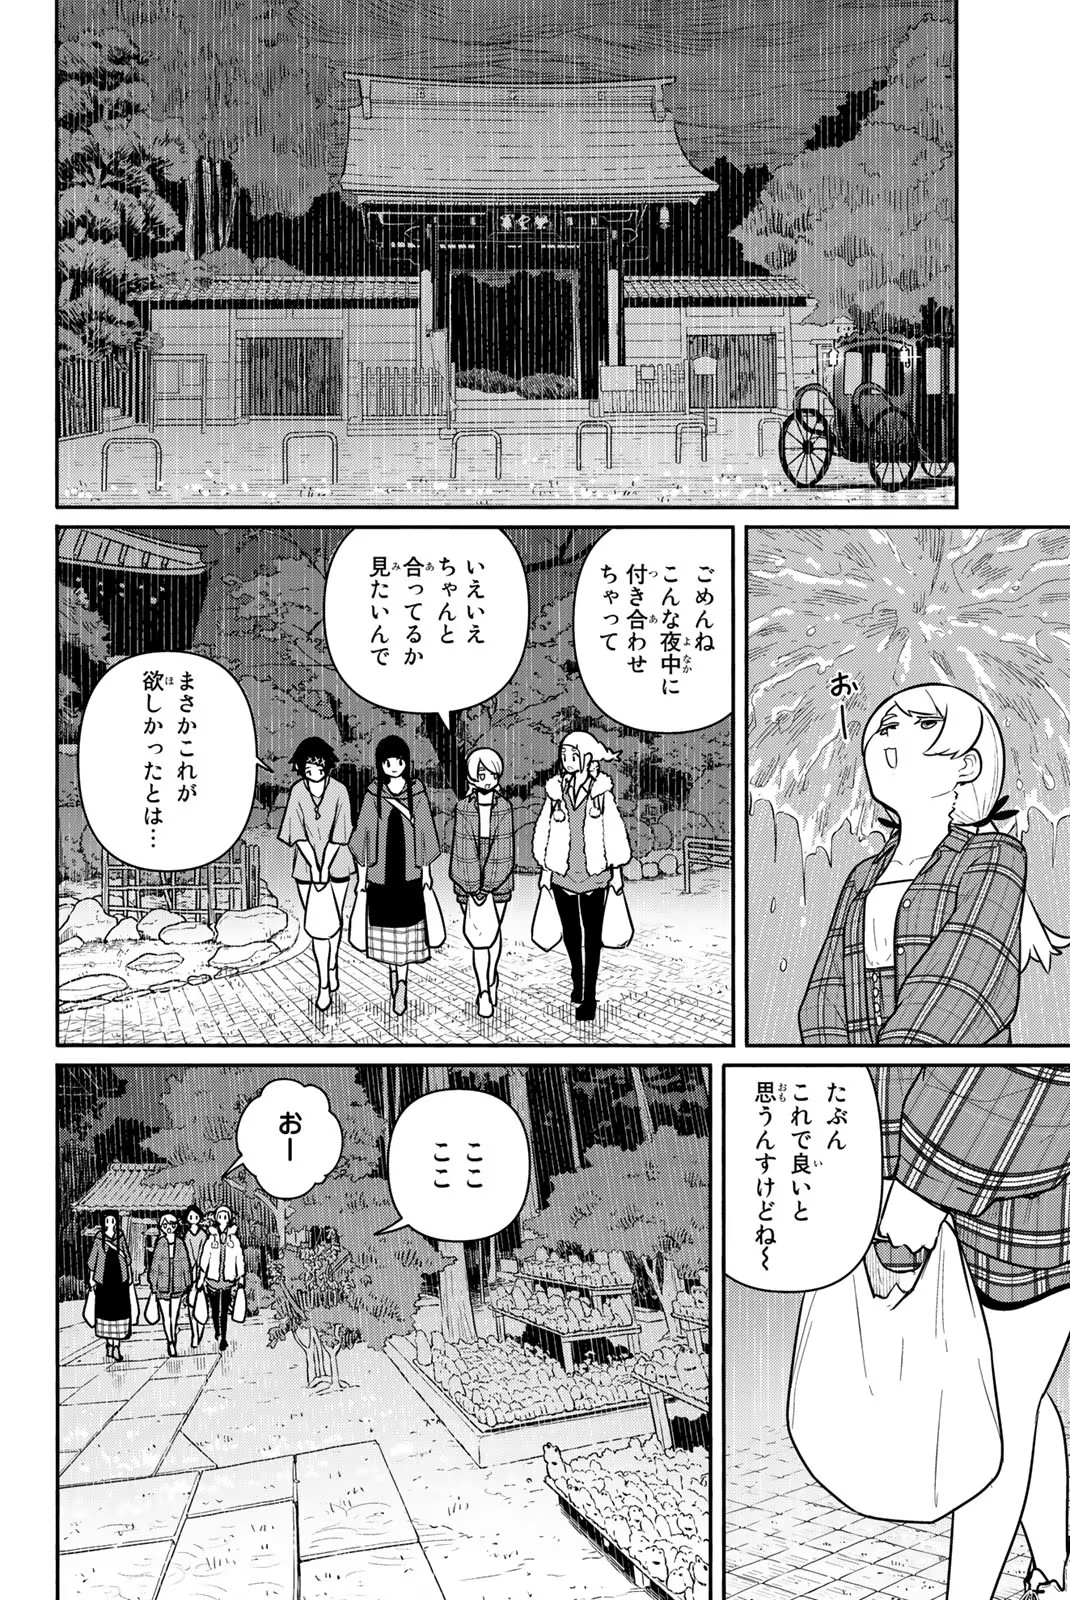 おー
ごめんね
こんな夜中に
付き合わせ
ちゃって
いえいえ
ちゃんと
合ってるか
見たいんで
まさかこれが
欲しかったとは…
たぶん
これで良いと
思うんすけどね〜
ここ
ここ
おー